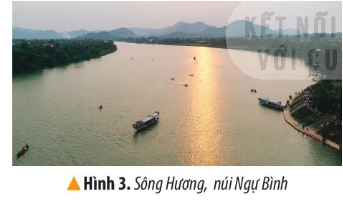 KẾT NỐI
VỚI CU
▲ Hình 3. Sông Hương, núi Ngự Bình